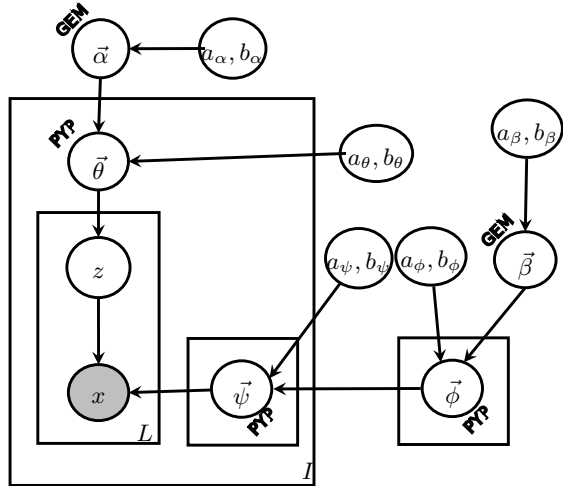 GEM
α⃗
a_α, b_α
PYP
θ⃗
a_θ, b_θ
a_β, b_β
GEM
β⃗
z
a_ψ, b_ψ
a_ϕ, b_ϕ
x
ψ⃗
PYP
ϕ⃗
PYP
L
I